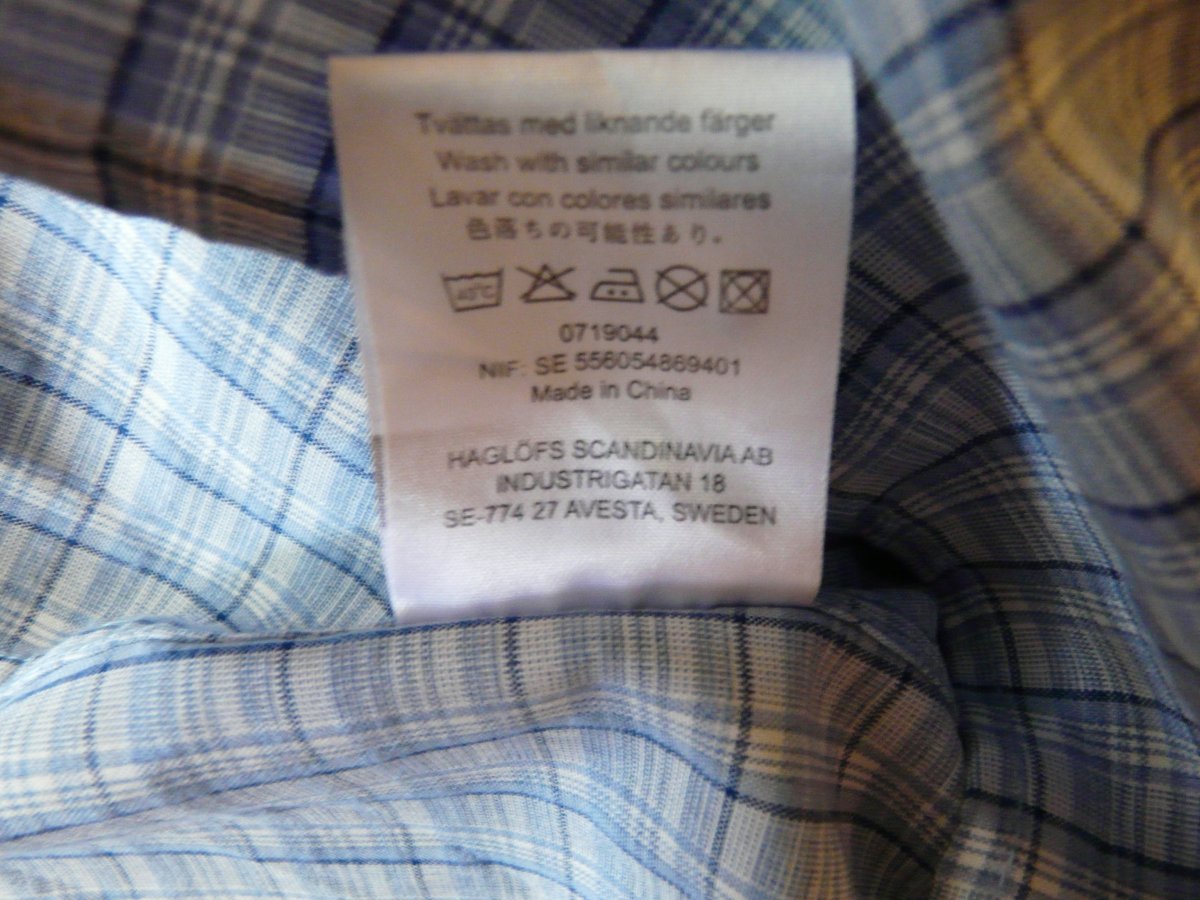 Tvättas med liknande färger
Wash with similar colours
Lavar con colores similares
色落ちの可能性あり。
40°C
0719044
NIF: SE 556054869401
Made in China
HAGLÖFS SCANDINAVIA AB
INDUSTRIGATAN 18
SE-774 27 AVESTA, SWEDEN